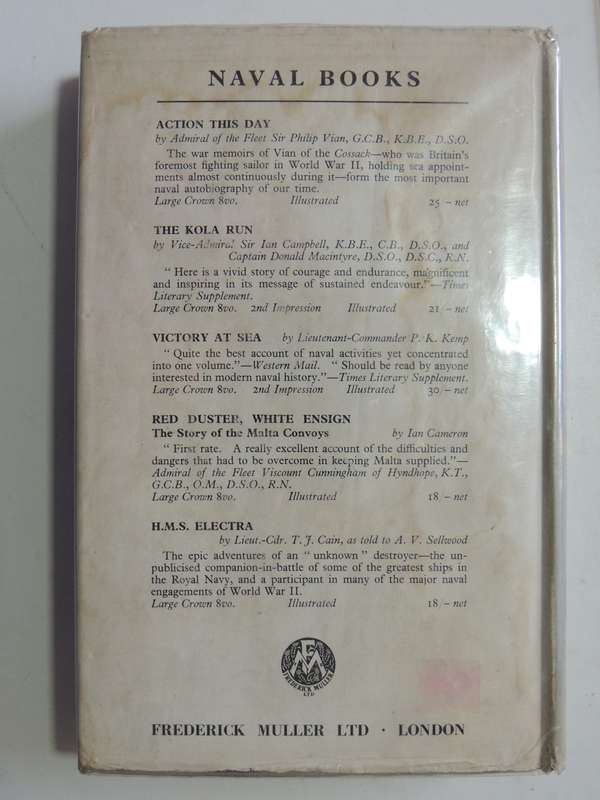 NAVAL BOOKS
ACTION THIS DAY
by Admiral of the Fleet Sir Philip Vian, G.C.B., K.B.E., D.S.O.
The war memoirs of Vian of the Cossack—who was Britain's
foremost fighting sailor in World War II, holding sea appoint-
ments almost continuously during it—form the most important
naval autobiography of our time.
Large Crown 8vo. Illustrated 25/- net
THE KOLA RUN
by Vice-Admiral Sir Ian Campbell, K.B.E., C.B., D.S.O., and
Captain Donald Macintyre, D.S.O., D.S.C., R.N.
“ Here is a vivid story of courage and endurance, magnificent
and inspiring in its message of sustained endeavour.”—Times
Literary Supplement.
Large Crown 8vo. 2nd Impression Illustrated 21/- net
VICTORY AT SEA by Lieutenant-Commander P. K. Kemp
“ Quite the best account of naval activities yet concentrated
into one volume.”—Western Mail. “ Should be read by anyone
interested in modern naval history.”—Times Literary Supplement.
Large Crown 8vo. 2nd Impression Illustrated 30/- net
RED DUSTER, WHITE ENSIGN
The Story of the Malta Convoys by Ian Cameron
“ First rate. A really excellent account of the difficulties and
dangers that had to be overcome in keeping Malta supplied.”—
Admiral of the Fleet Viscount Cunningham of Hyndhope, K.T.,
G.C.B., O.M., D.S.O., R.N.
Large Crown 8vo. Illustrated 18/- net
H.M.S. ELECTRA
by Lieut.-Cdr. T. J. Cain, as told to A. V. Sellwood
The epic adventures of an “ unknown ” destroyer—the un-
publicised companion-in-battle of some of the greatest ships in
the Royal Navy, and a participant in many of the major naval
engagements of World War II.
Large Crown 8vo. Illustrated 18/- net
FREDERICK MULLER
LTD
FREDERICK MULLER LTD · LONDON